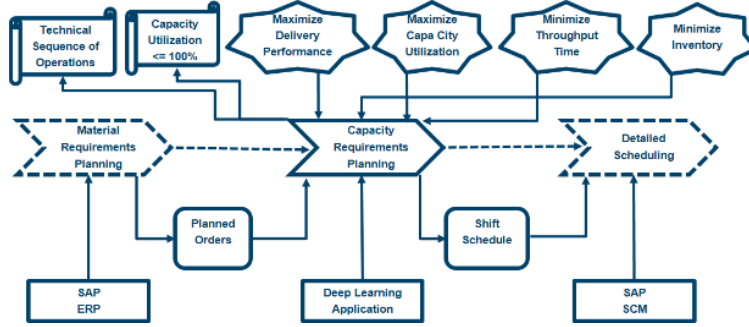 Technical
Sequence of
Operations
Capacity
Utilization
<= 100%
Maximize
Delivery
Performance
Maximize
Capa City
Utilization
Minimize
Throughput
Time
Minimize
Inventory
Material
Requirements
Planning
Capacity
Requirements
Planning
Detailed
Scheduling
Planned
Orders
Shift
Schedule
SAP
ERP
Deep Learning
Application
SAP
SCM